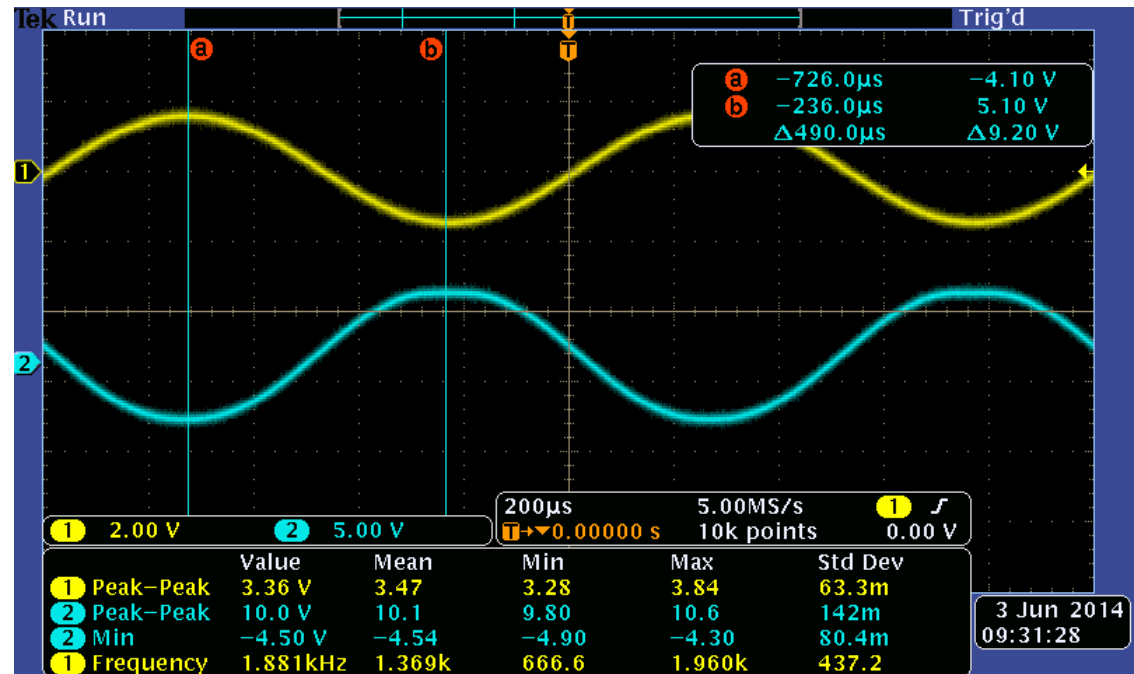 Tek Run Trig'd
T
a b T
a −726.0µs −4.10 V
b −236.0µs 5.10 V
Δ490.0µs Δ9.20 V
1
2
1 2.00 V 2 5.00 V
200µs 5.00MS/s 1
T→▼0.00000 s 10k points 0.00 V
Value Mean Min Max Std Dev
1 Peak−Peak 3.36 V 3.47 3.28 3.84 63.3m
2 Peak−Peak 10.0 V 10.1 9.80 10.6 142m
2 Min −4.50 V −4.54 −4.90 −4.30 80.4m
1 Frequency 1.881kHz 1.369k 666.6 1.960k 437.2
3 Jun 2014
09:31:28